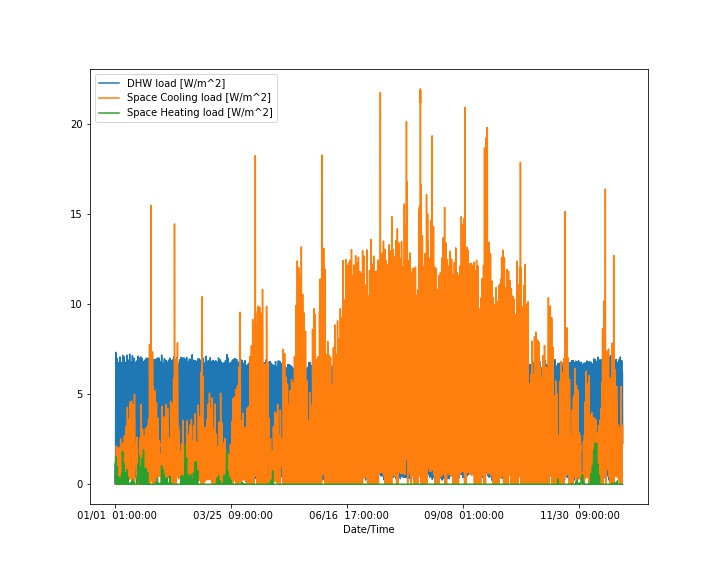 DHW load [W/m^2]
Space Cooling load [W/m^2]
Space Heating load [W/m^2]
20
15
10
5
0
01/01  01:00:00 03/25  09:00:00 06/16  17:00:00 09/08  01:00:00 11/30  09:00:00
Date/Time